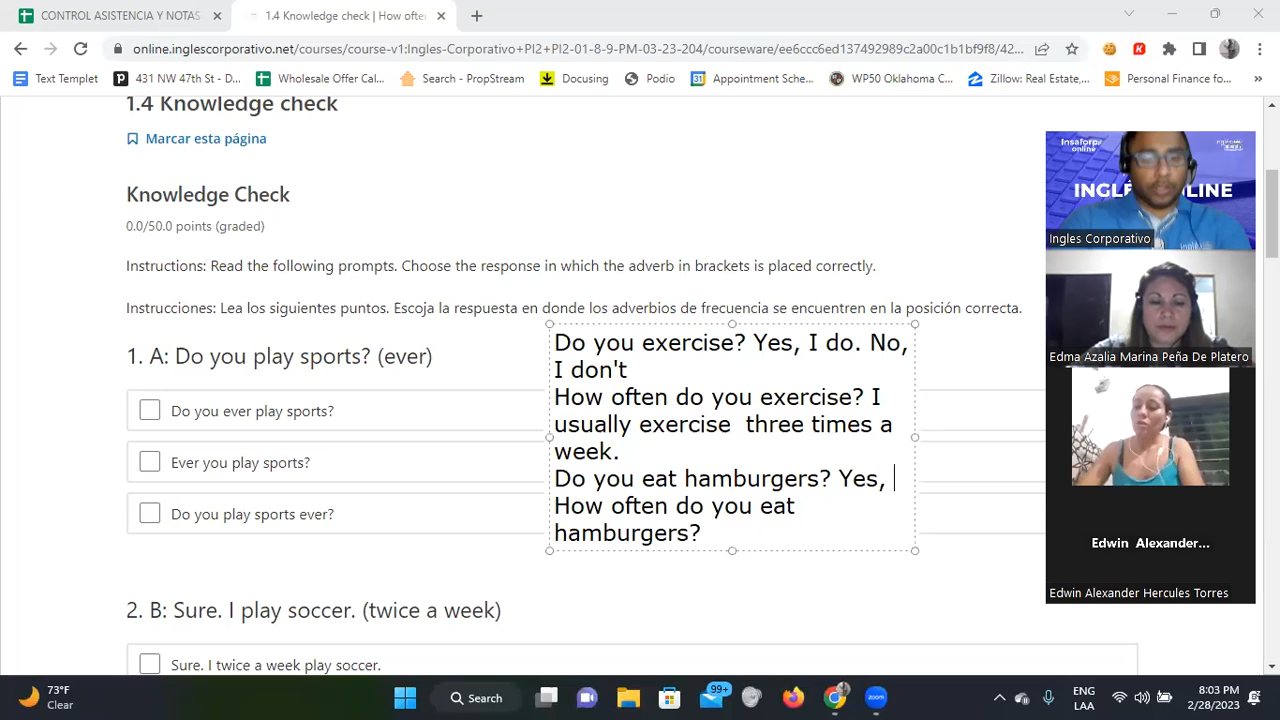 CONTROL ASISTENCIA Y NOTAS
1.4 Knowledge check | How ofte
online.inglescorporativo.net/courses/course-v1:Ingles-Corporativo+PI2+PI2-01-8-9-PM-03-23-204/courseware/ee6ccc6ed137492989c2a00c1b1bf9f8/42...
Text Templet
431 NW 47th St - D...
Wholesale Offer Cal...
Search - PropStream
Docusing
Podio
Appointment Sche...
WP50 Oklahoma C...
Zillow: Real Estate,...
Personal Finance fo...
»
1.4 Knowledge check
Marcar esta página
Knowledge Check
0.0/50.0 points (graded)
Instructions: Read the following prompts. Choose the response in which the adverb in brackets is placed correctly.
Instrucciones: Lea los siguientes puntos. Escoja la respuesta en donde los adverbios de frecuencia se encuentren en la posición correcta.
1. A: Do you play sports? (ever)
Do you ever play sports?
Ever you play sports?
Do you play sports ever?
Do you exercise? Yes, I do. No,
I don't
How often do you exercise? I
usually exercise  three times a
week.
Do you eat hamburgers? Yes,
How often do you eat
hamburgers?
2. B: Sure. I play soccer. (twice a week)
Sure. I twice a week play soccer.
Insaforp
online
Ingles Corporativo
Edma Azalia Marina Peña De Platero
Edwin Alexander...
Edwin Alexander Hercules Torres
73°F
Clear
Search
99+
ENG
LAA
8:03 PM
2/28/2023